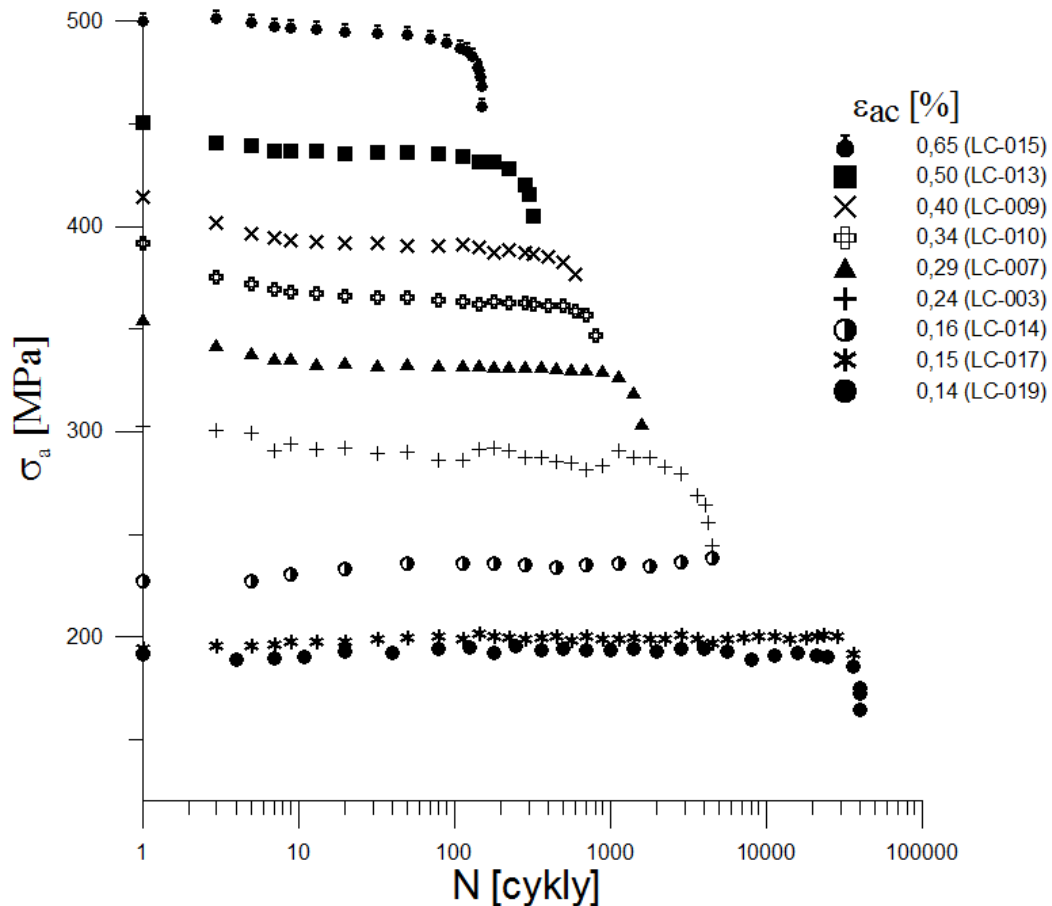 500
400
300
200
σa [MPa]
1
10
100
1000
10000
100000
N [cykly]
εac [%]
0,65 (LC-015)
0,50 (LC-013)
0,40 (LC-009)
0,34 (LC-010)
0,29 (LC-007)
0,24 (LC-003)
0,16 (LC-014)
0,15 (LC-017)
0,14 (LC-019)